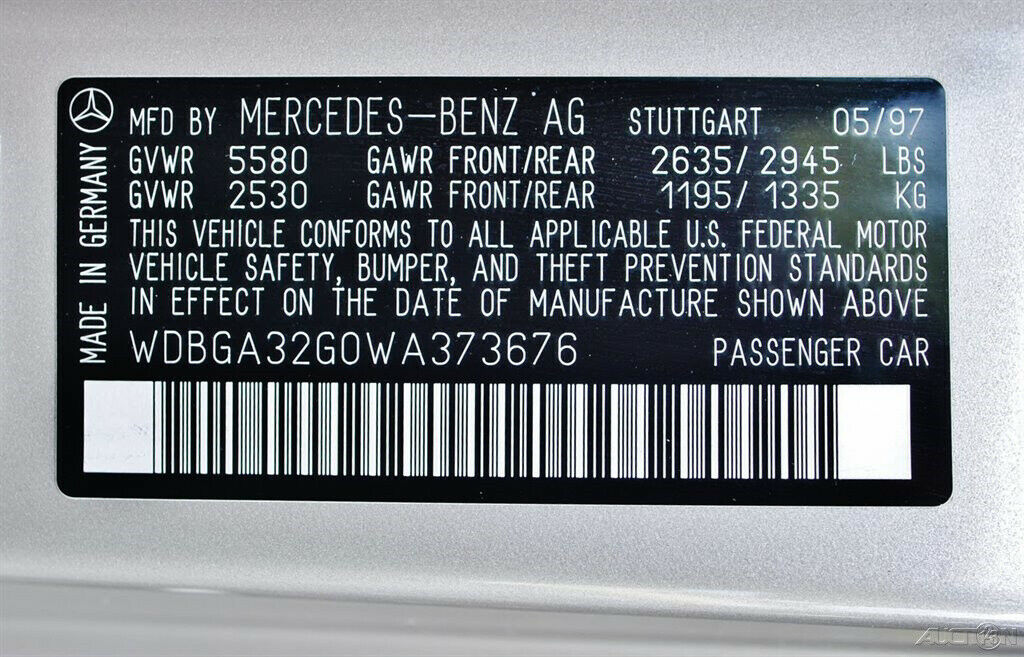 MFD BY MERCEDES-BENZ AG STUTTGART 05/97
GVWR 5580 GAWR FRONT/REAR 2635/2945 LBS
GVWR 2530 GAWR FRONT/REAR 1195/1335 KG
THIS VEHICLE CONFORMS TO ALL APPLICABLE U.S. FEDERAL MOTOR
VEHICLE SAFETY, BUMPER, AND THEFT PREVENTION STANDARDS
IN EFFECT ON THE DATE OF MANUFACTURE SHOWN ABOVE
WDBGA32G0WA373676 PASSENGER CAR
MADE IN GERMANY